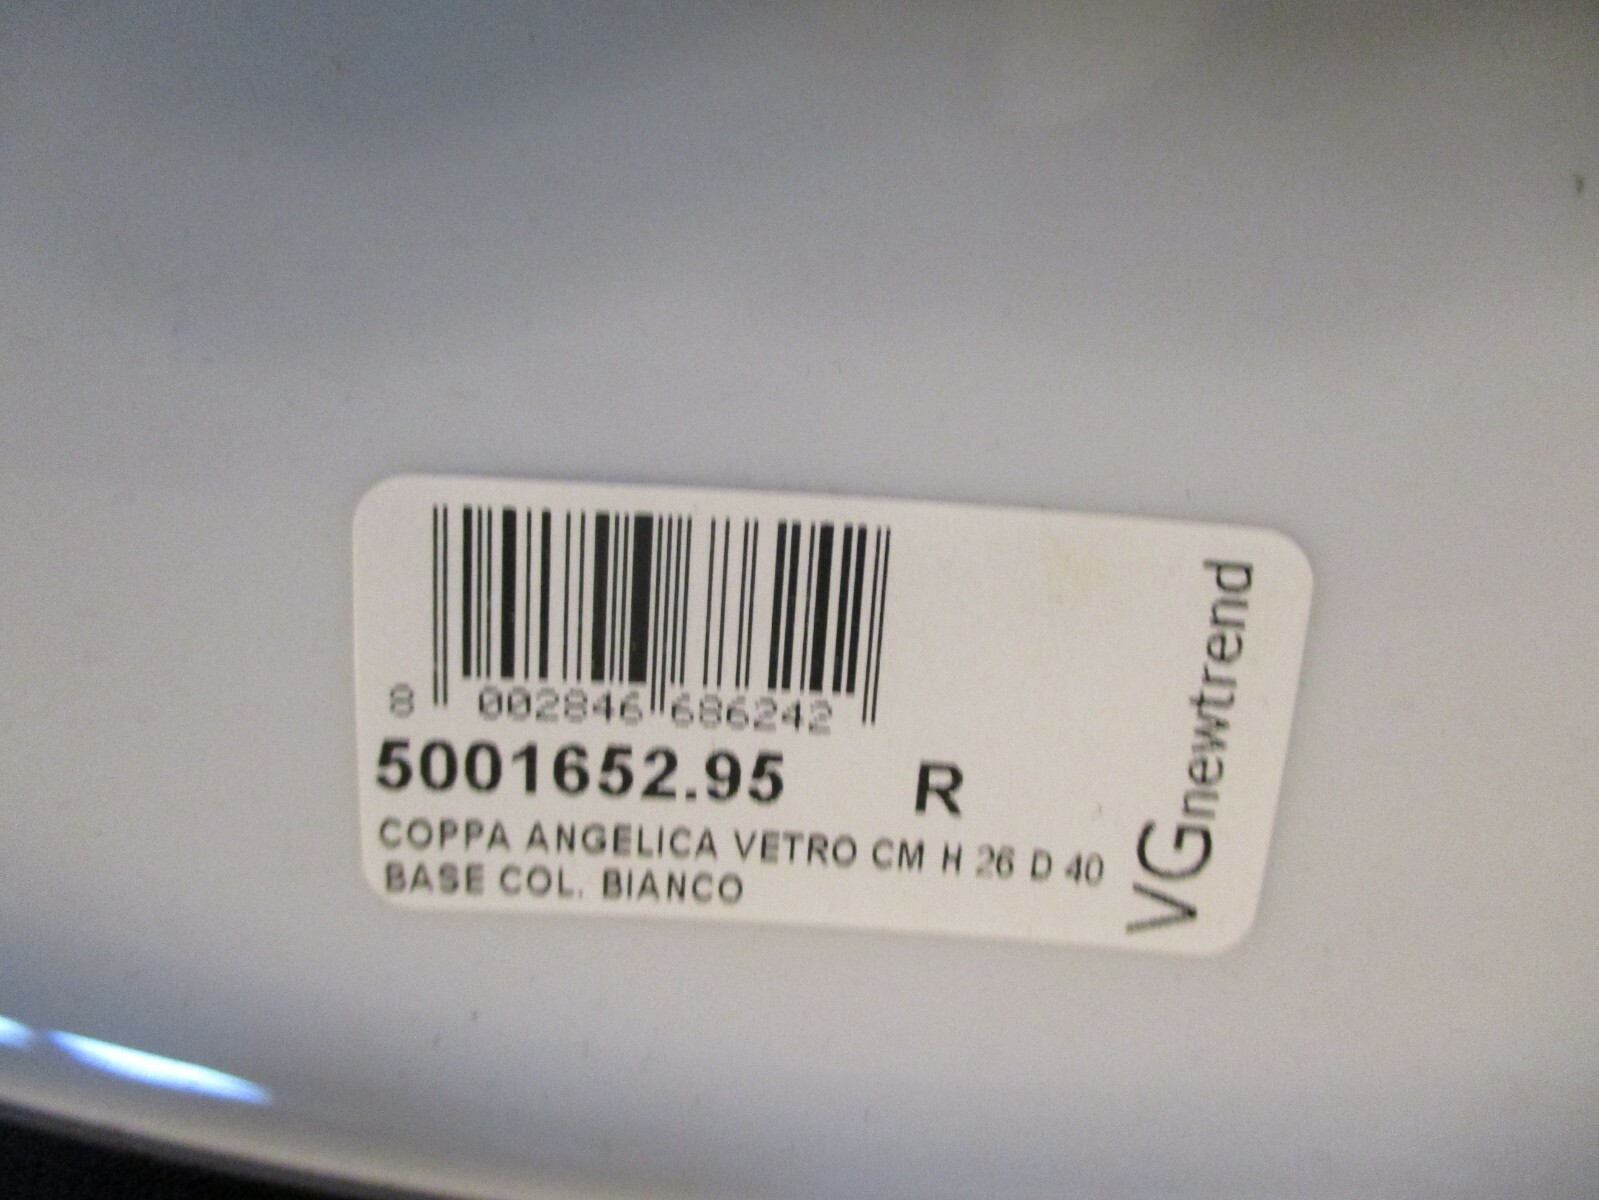 8 002846 686242
5001652.95 R
COPPA ANGELICA VETRO CM H 26 D 40
BASE COL. BIANCO
VGnewtrend